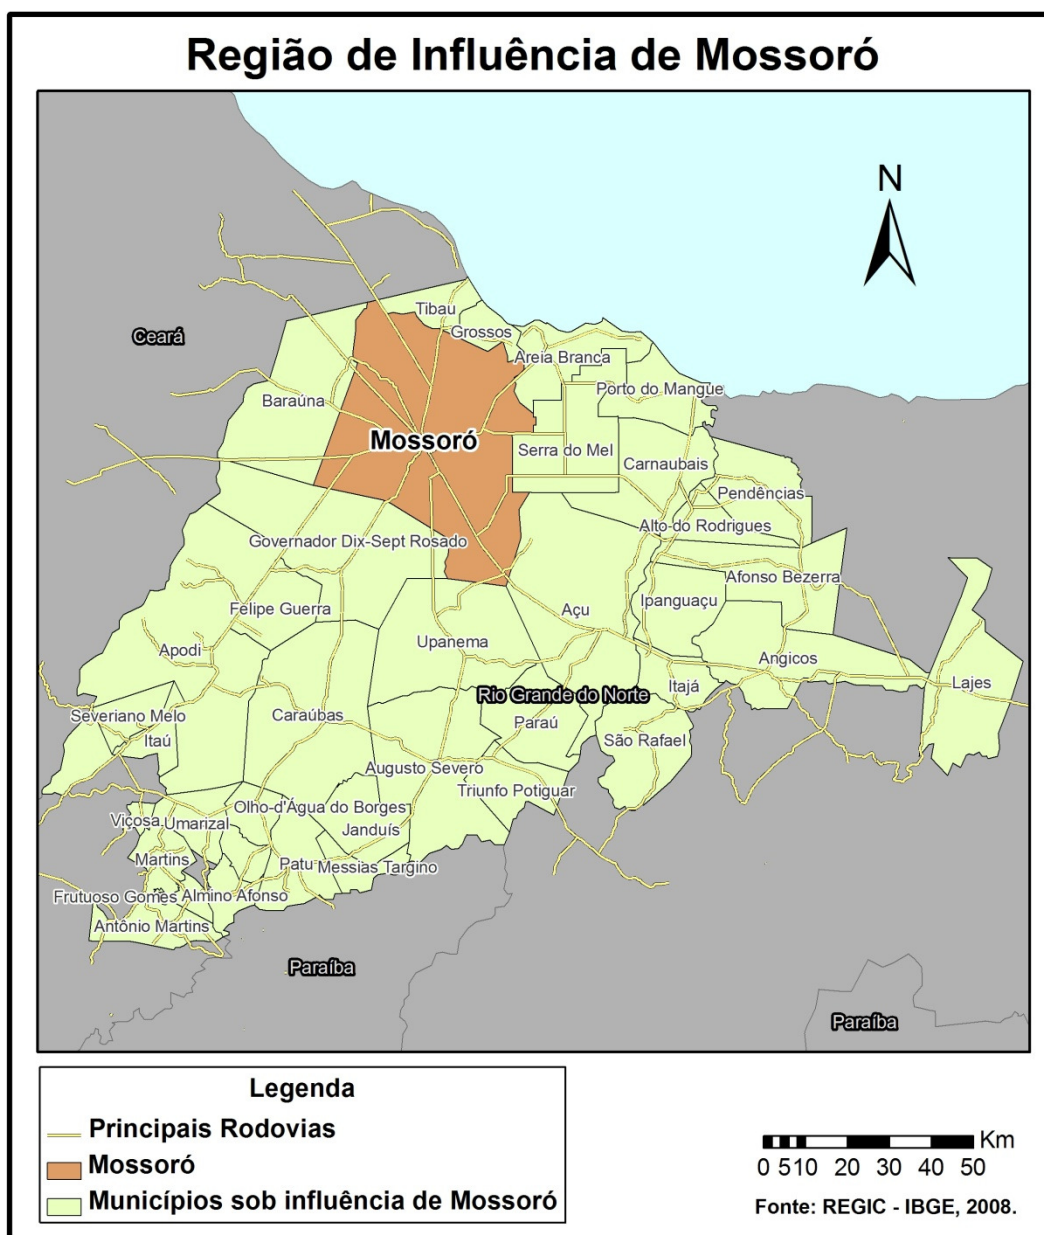 Região de Influência de Mossoró
N
Tibau
Grossos
Ceará
Areia Branca
Porto do Mangue
Baraúna
Mossoró
Serra do Mel
Carnaubais
Pendências
Alto do Rodrigues
Governador Dix-Sept Rosado
Afonso Bezerra
Felipe Guerra
Açu
Ipanguaçu
Upanema
Apodi
Angicos
Lajes
Itajá
Rio Grande do Norte
Severiano Melo
Caraúbas
Paraú
Itaú
São Rafael
Augusto Severo
Triunfo Potiguar
Olho-d'Água do Borges
Viçosa
Umarizal
Janduís
Martins
Patu
Messias Targino
Frutuoso Gomes
Almino Afonso
Antônio Martins
Paraíba
Paraíba
Legenda
Principais Rodovias
Mossoró
Municípios sob influência de Mossoró
Km
0 510 20 30 40 50
Fonte: REGIC - IBGE, 2008.